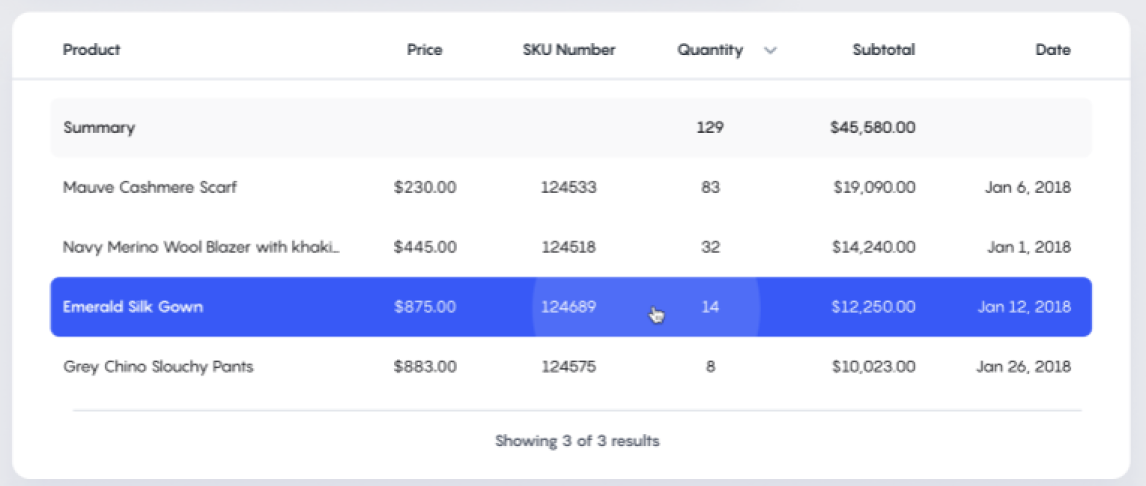 Product Price SKU Number Quantity Subtotal Date
Summary 129 $45,580.00
Mauve Cashmere Scarf $230.00 124533 83 $19,090.00 Jan 6, 2018
Navy Merino Wool Blazer with khaki... $445.00 124518 32 $14,240.00 Jan 1, 2018
Emerald Silk Gown $875.00 124689 14 $12,250.00 Jan 12, 2018
Grey Chino Slouchy Pants $883.00 124575 8 $10,023.00 Jan 26, 2018
Showing 3 of 3 results